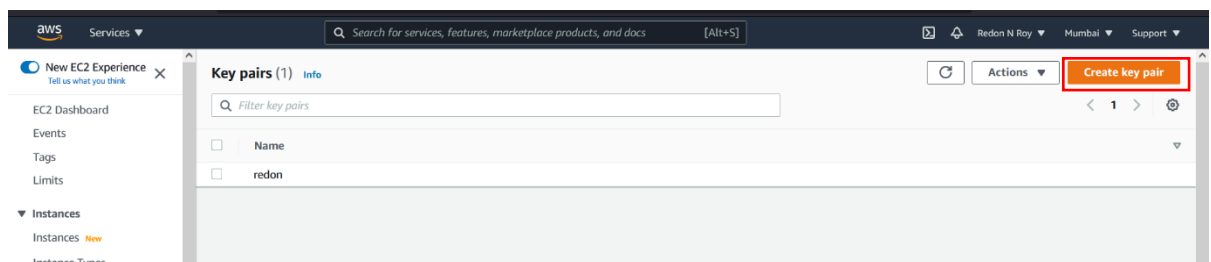 aws Services ▼ Search for services, features, marketplace products, and docs [Alt+S] Redon N Roy ▼ Mumbai ▼ Support ▼
New EC2 Experience
Tell us what you think
EC2 Dashboard
Events
Tags
Limits
▼ Instances
Instances New
Instance Types
Key pairs (1) Info
Actions ▼ Create key pair
Filter key pairs
< 1 >
Name
redon